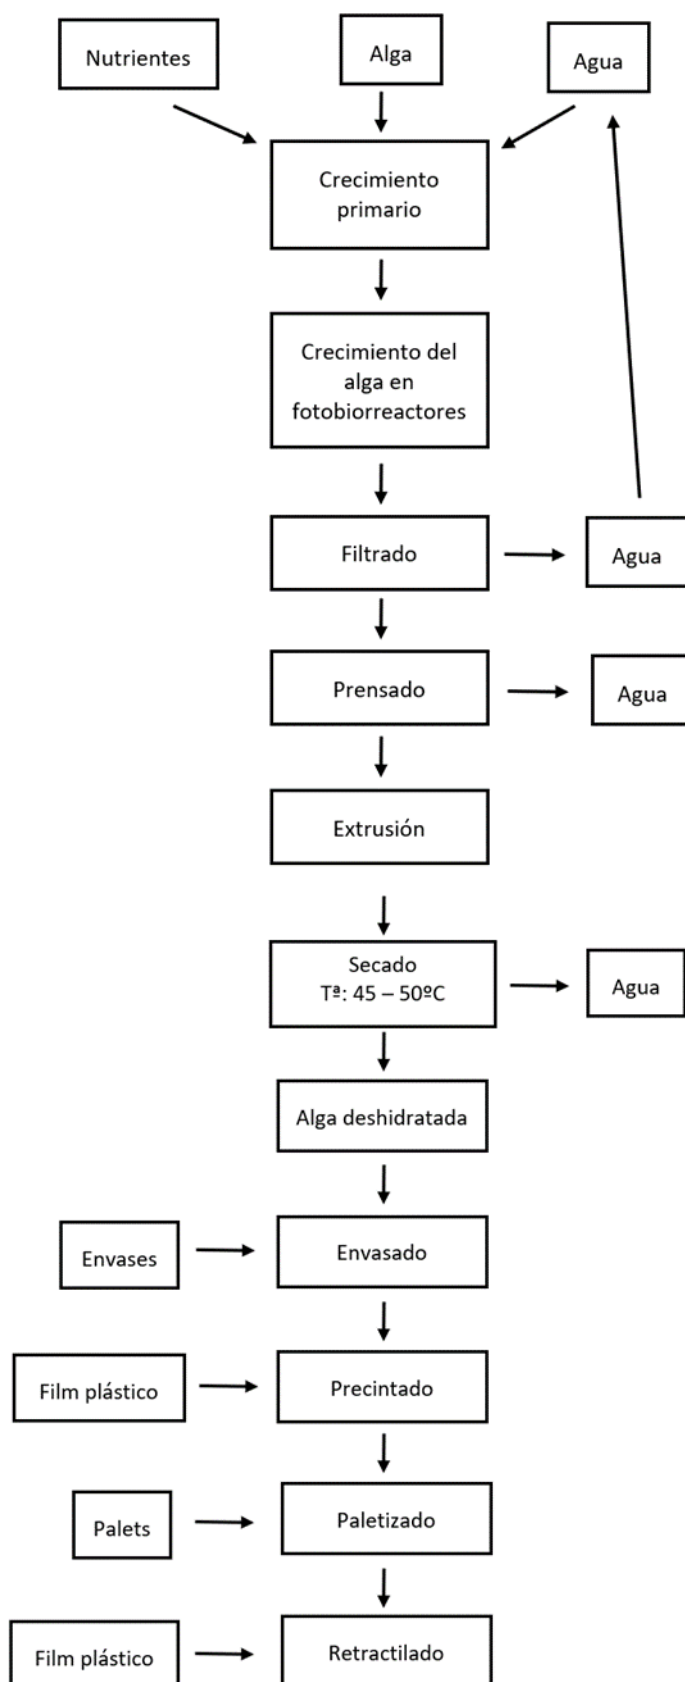 Nutrientes
Alga
Agua
Crecimiento
primario
Crecimiento del
alga en
fotobiorreactores
Filtrado
Agua
Prensado
Agua
Extrusión
Secado
Tª: 45 – 50ºC
Agua
Alga deshidratada
Envases
Envasado
Film plástico
Precintado
Palets
Paletizado
Film plástico
Retractilado